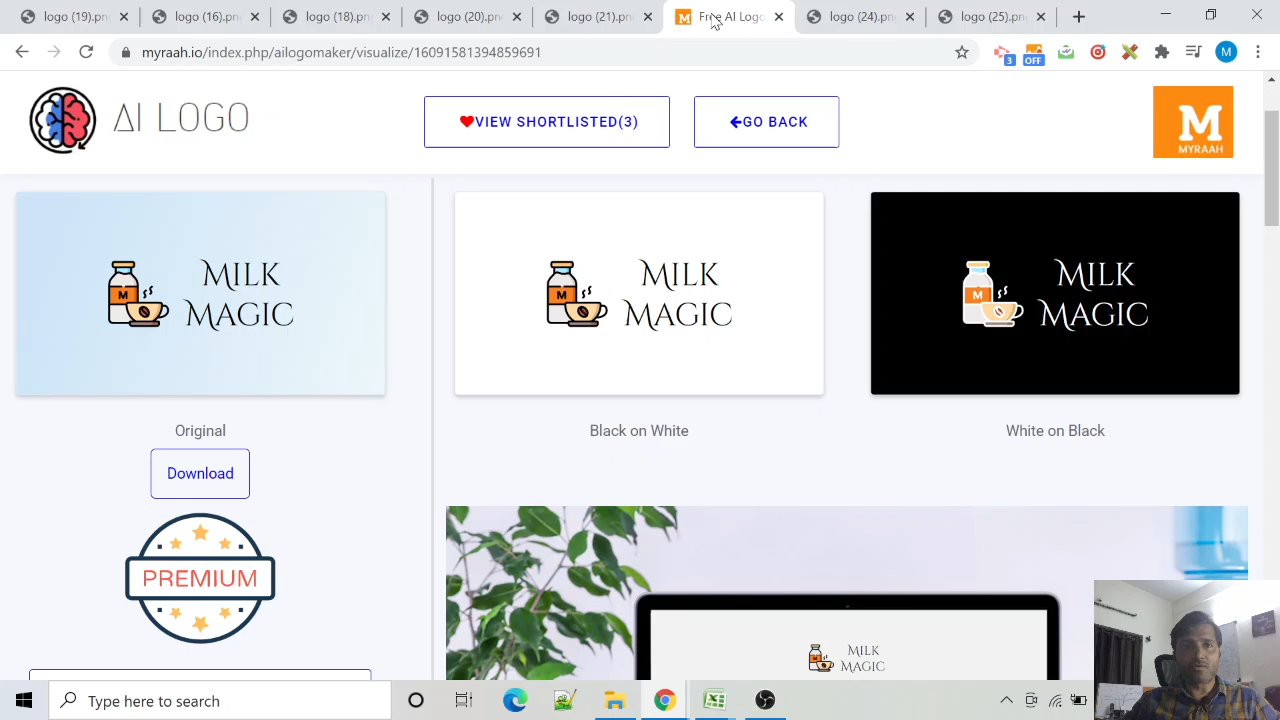 logo (19).pn
logo (16).pn
logo (18).pn
logo (20).pn
logo (21).pn
Free AI Logo
logo (24).pn
logo (25).pn
myraah.io/index.php/ailogomaker/visualize/16091581394859691
3
OFF
M
AI LOGO
VIEW SHORTLISTED(3)
GO BACK
M
MYRAAH
M
MILK
MAGIC
M
MILK
MAGIC
M
MILK
MAGIC
Original
Black on White
White on Black
Download
PREMIUM
MILK
MAGIC
Type here to search